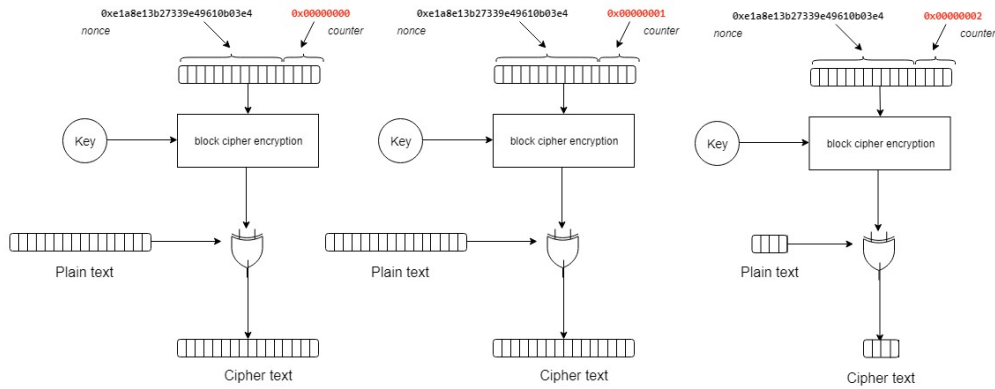 0xe1a8e13b27339e49610b03e4 0x00000000
nonce counter
Key
block cipher encryption
Plain text
Cipher text
0xe1a8e13b27339e49610b03e4 0x00000001
nonce counter
Key
block cipher encryption
Plain text
Cipher text
0xe1a8e13b27339e49610b03e4 0x00000002
nonce counter
Key
block cipher encryption
Plain text
Cipher text